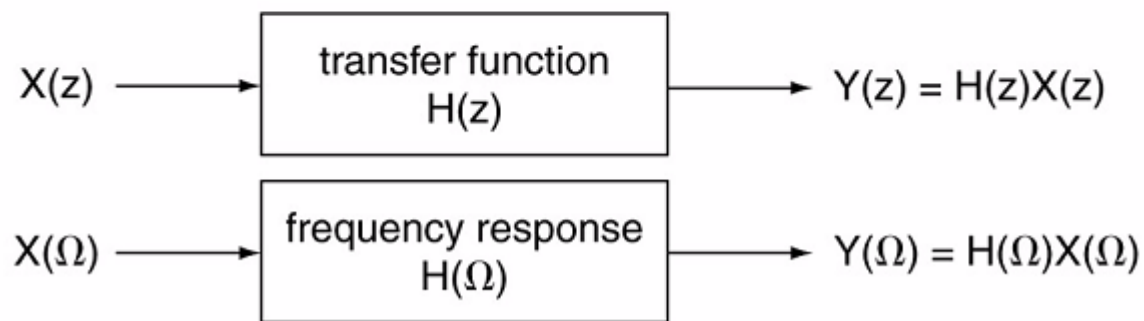 X(z)
transfer function
H(z)
Y(z) = H(z)X(z)
X(Ω)
frequency response
H(Ω)
Y(Ω) = H(Ω)X(Ω)